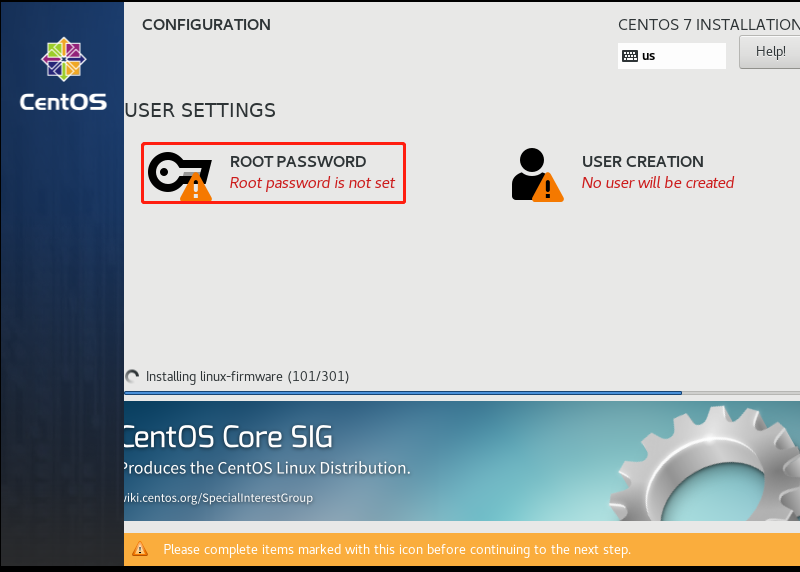 CONFIGURATION
CENTOS 7 INSTALLATION
us
Help!
CentOS
USER SETTINGS
ROOT PASSWORD
Root password is not set
USER CREATION
No user will be created
Installing linux-firmware (101/301)
CentOS Core SIG
Produces the CentOS Linux Distribution.
wiki.centos.org/SpecialInterestGroup
Please complete items marked with this icon before continuing to the next step.